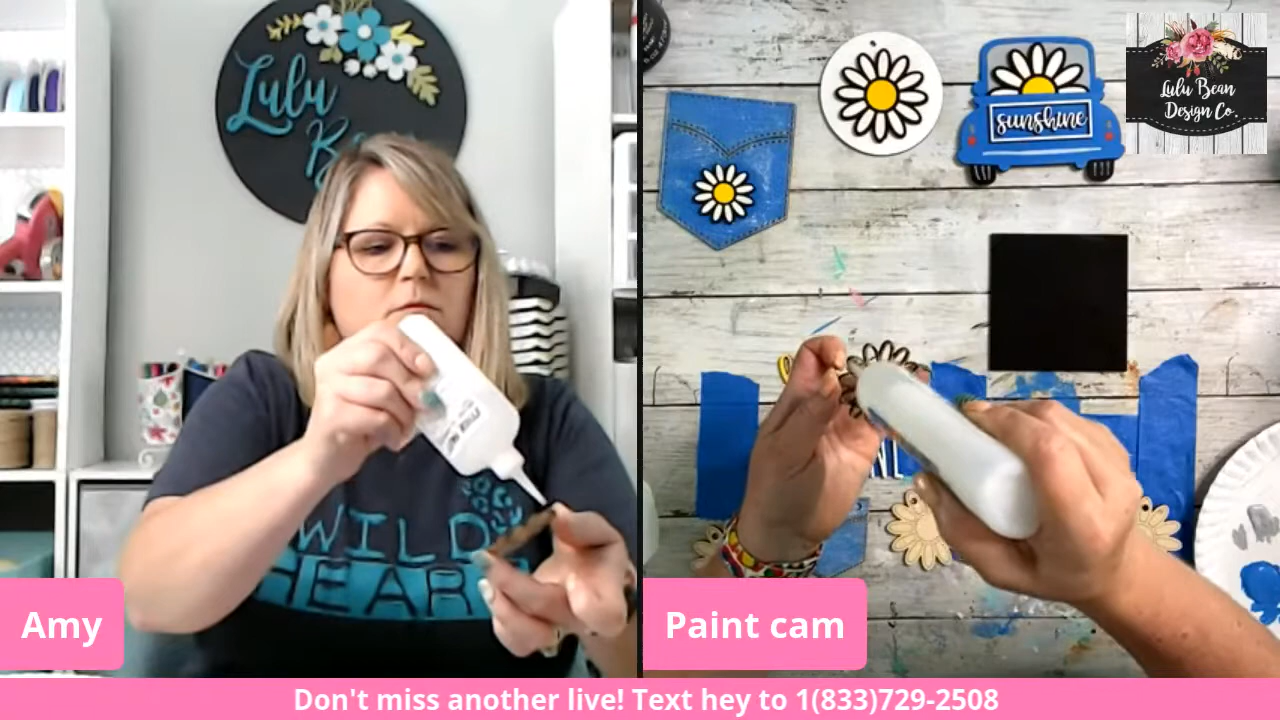 Lulu
B
WILD
HEAR
Amy
sunshine
Lulu Bean
Design Co.
Paint cam
Don't miss another live! Text hey to 1(833)729-2508